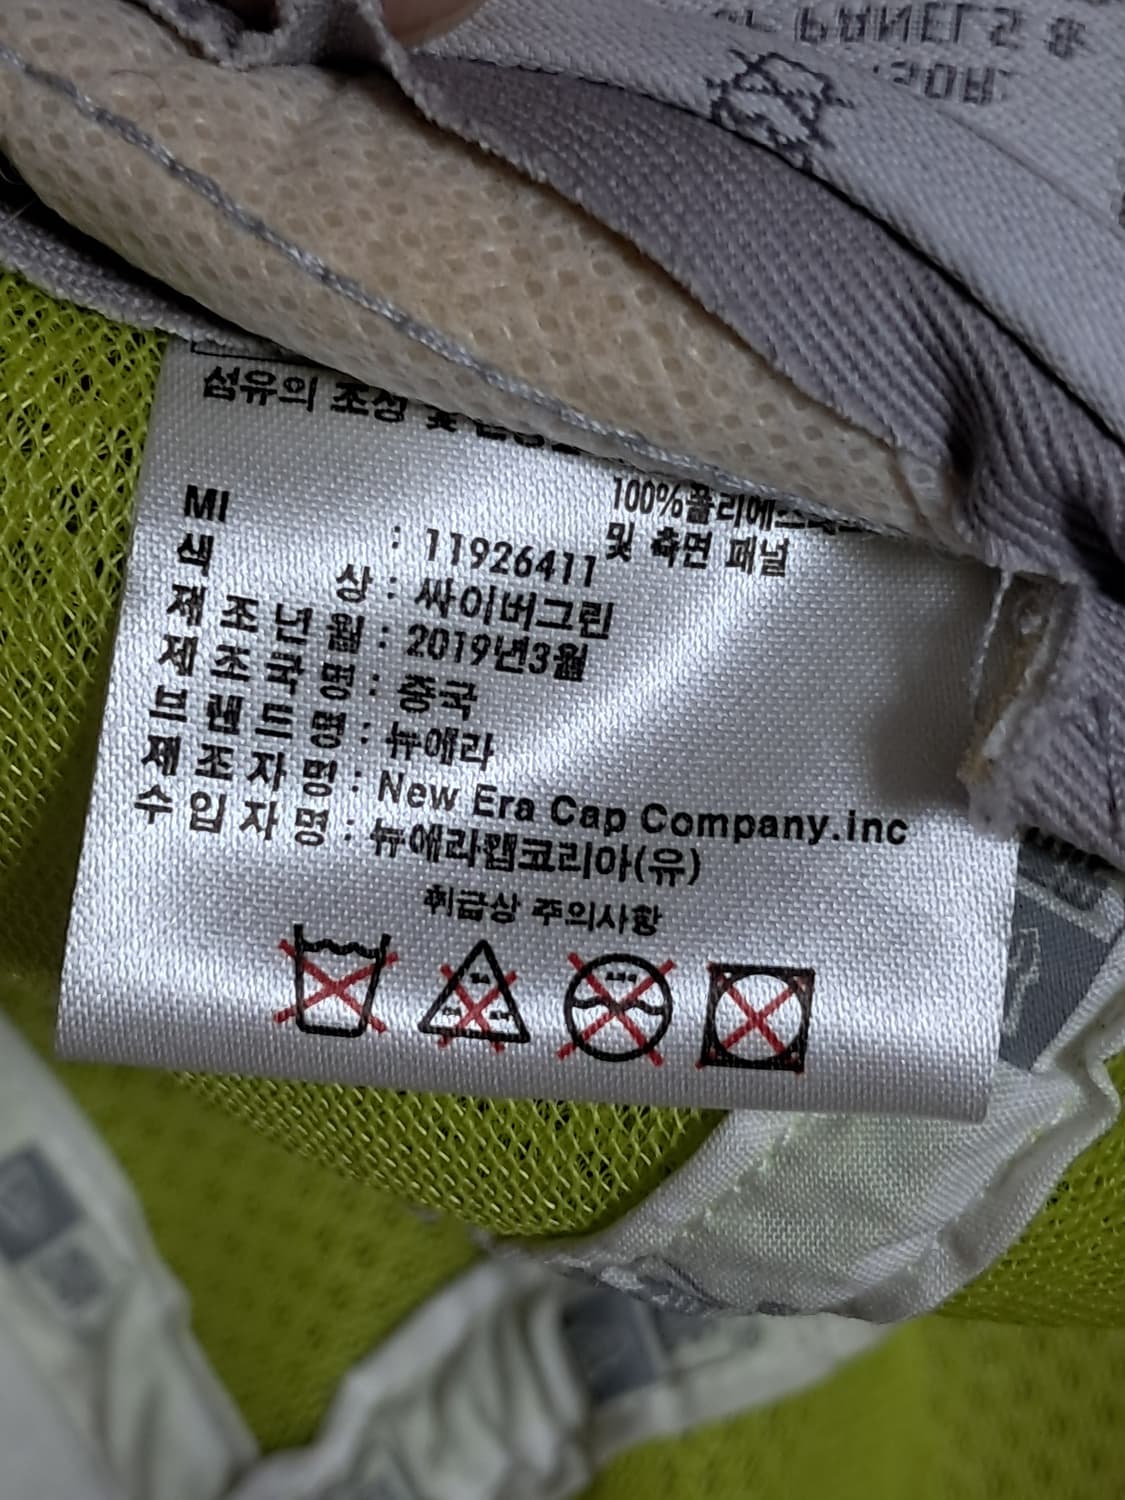 OF PANELS &
섬유의 조성 및
100%폴리에스테르
및 측면 패널
MI : 11926411
색 상 : 싸이버그린
제조년월 : 2019년3월
제조국명 : 중국
브랜드명 : 뉴에라
제조자명 : New Era Cap Company.inc
수입자명 : 뉴에라캡코리아(유)
취급상 주의사항